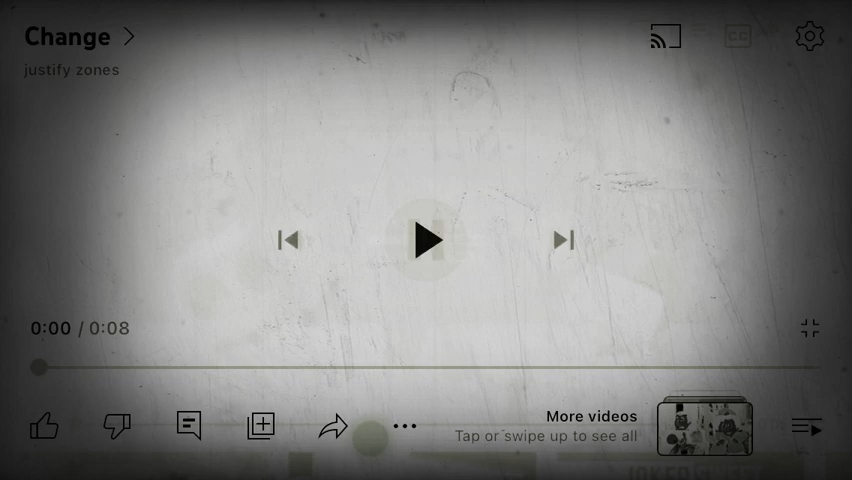 Change
justify zones
CC
0:00 / 0:08
More videos
Tap or swipe up to see all